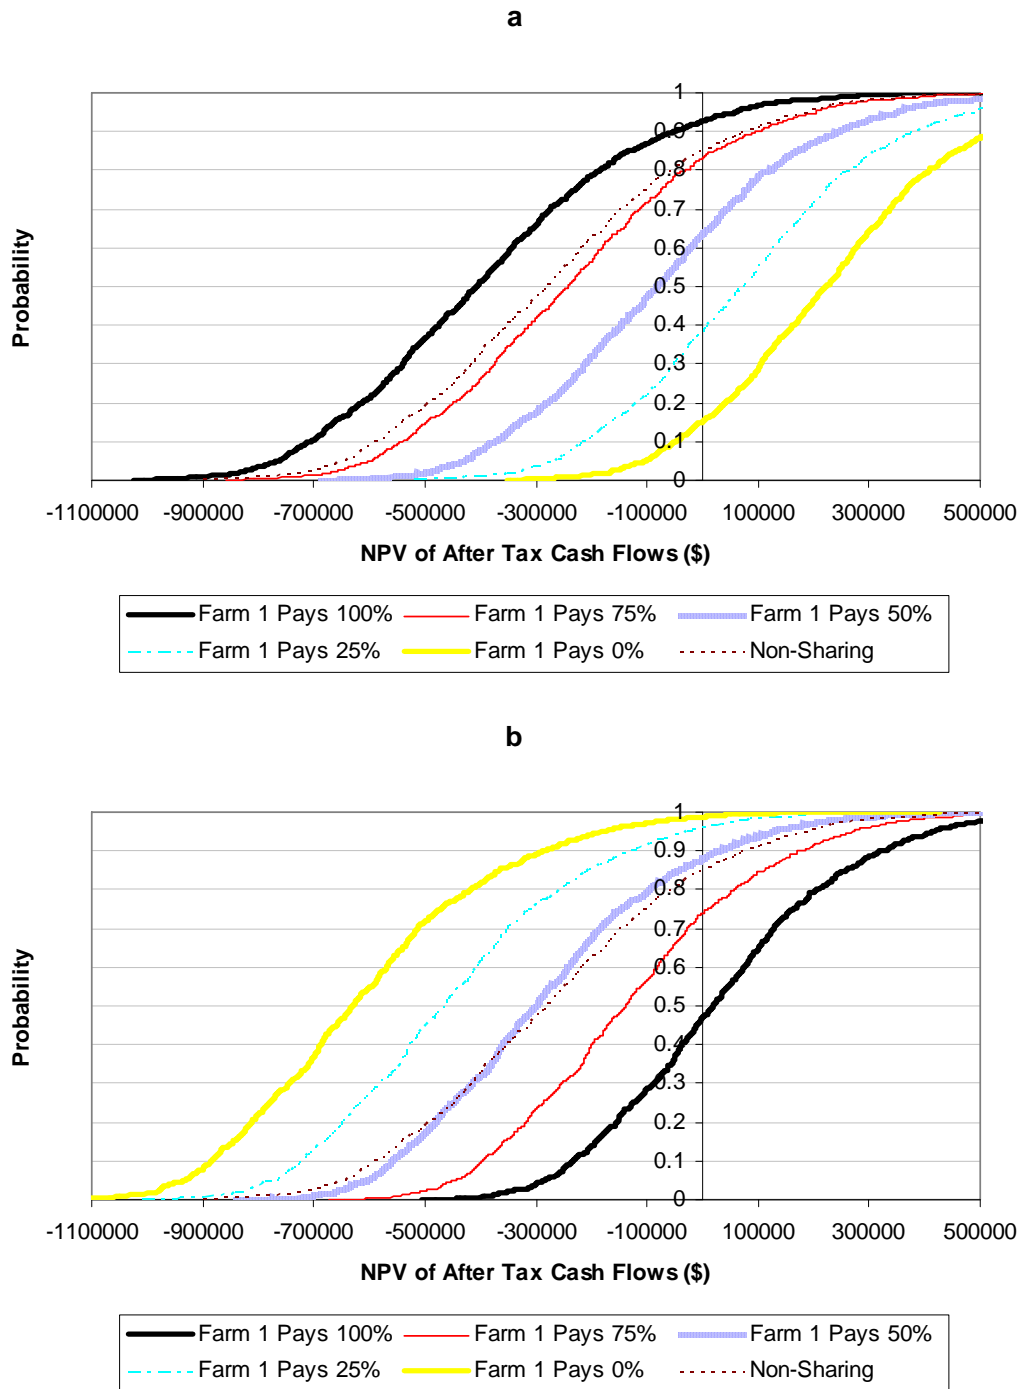 a
1
0.9
0.8
0.7
0.6
0.5
0.4
0.3
0.2
0.1
0
Probability
-1100000 -900000 -700000 -500000 -300000 -100000 100000 300000 500000
NPV of After Tax Cash Flows ($)
Farm 1 Pays 100% Farm 1 Pays 75% Farm 1 Pays 50%
Farm 1 Pays 25% Farm 1 Pays 0% Non-Sharing
b
1
0.9
0.8
0.7
0.6
0.5
0.4
0.3
0.2
0.1
0
Probability
-1100000 -900000 -700000 -500000 -300000 -100000 100000 300000 500000
NPV of After Tax Cash Flows ($)
Farm 1 Pays 100% Farm 1 Pays 75% Farm 1 Pays 50%
Farm 1 Pays 25% Farm 1 Pays 0% Non-Sharing